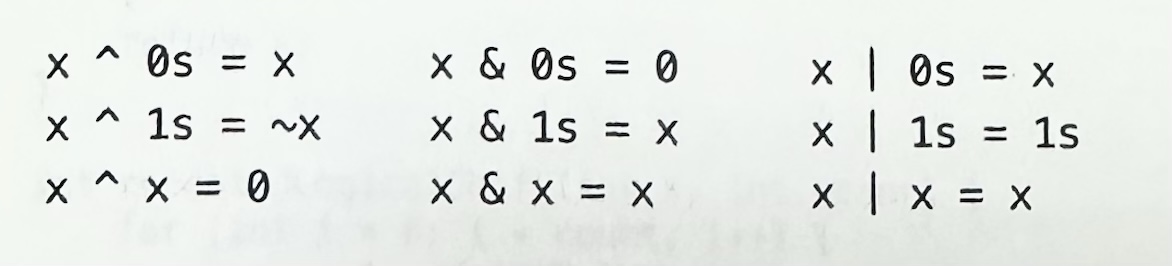 x ^ 0s = x    x & 0s = 0    x | 0s = x
x ^ 1s = ~x    x & 1s = x    x | 1s = 1s
x ^ x = 0    x & x = x    x | x = x